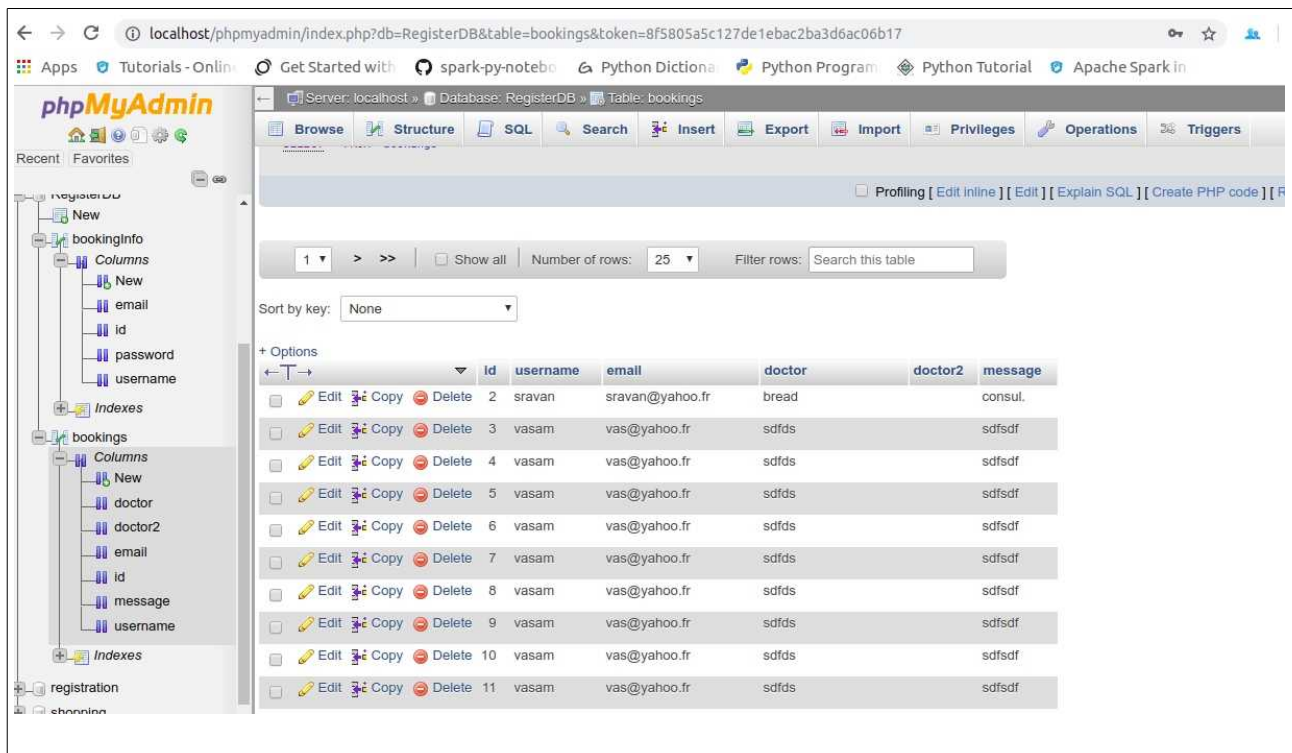 localhost/phpmyadmin/index.php?db=RegisterDB&table=bookings&token=8f5805a5c127de1ebac2ba3d6ac06b17
Apps Tutorials - Onlin Get Started with spark-py-notebo Python Dictiona Python Program Python Tutorial Apache Spark in
phpMyAdmin
Recent Favorites
RegisterDB
New
bookingInfo
Columns
New
email
id
password
username
Indexes
bookings
Columns
New
doctor
doctor2
email
id
message
username
Indexes
registration
shopping
Server: localhost » Database: RegisterDB » Table: bookings
Browse Structure SQL Search Insert Export Import Privileges Operations Triggers
Profiling [ Edit inline ] [ Edit ] [ Explain SQL ] [ Create PHP code ] [ R
1 > >> Show all Number of rows: 25 Filter rows: Search this table
Sort by key: None
+ Options
←T→ id username email doctor doctor2 message
Edit Copy Delete 2 sravan sravan@yahoo.fr bread consul.
Edit Copy Delete 3 vasam vas@yahoo.fr sdfds sdfsdf
Edit Copy Delete 4 vasam vas@yahoo.fr sdfds sdfsdf
Edit Copy Delete 5 vasam vas@yahoo.fr sdfds sdfsdf
Edit Copy Delete 6 vasam vas@yahoo.fr sdfds sdfsdf
Edit Copy Delete 7 vasam vas@yahoo.fr sdfds sdfsdf
Edit Copy Delete 8 vasam vas@yahoo.fr sdfds sdfsdf
Edit Copy Delete 9 vasam vas@yahoo.fr sdfds sdfsdf
Edit Copy Delete 10 vasam vas@yahoo.fr sdfds sdfsdf
Edit Copy Delete 11 vasam vas@yahoo.fr sdfds sdfsdf